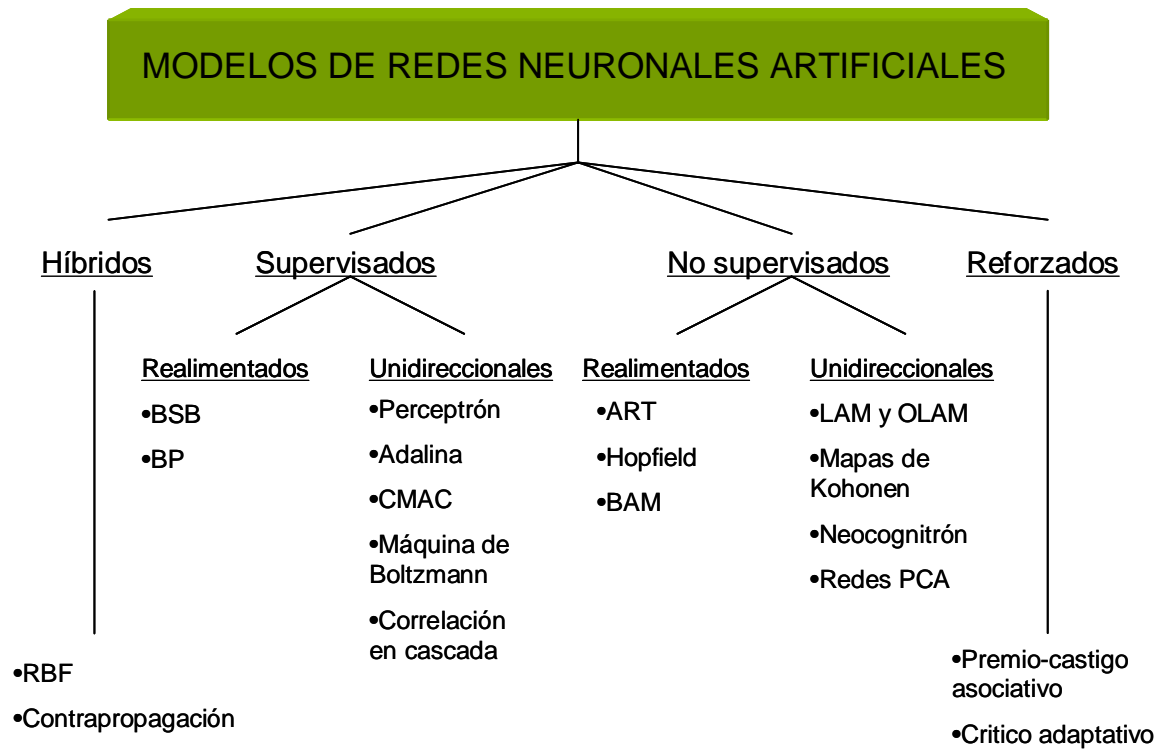 MODELOS DE REDES NEURONALES ARTIFICIALES
Híbridos
Supervisados
No supervisados
Reforzados
Realimentados
•BSB
•BP
Unidireccionales
•Perceptrón
•Adalina
•CMAC
•Máquina de
Boltzmann
•Correlación
en cascada
Realimentados
•ART
•Hopfield
•BAM
Unidireccionales
•LAM y OLAM
•Mapas de
Kohonen
•Neocognitrón
•Redes PCA
•RBF
•Contrapropagación
•Premio-castigo
asociativo
•Critico adaptativo